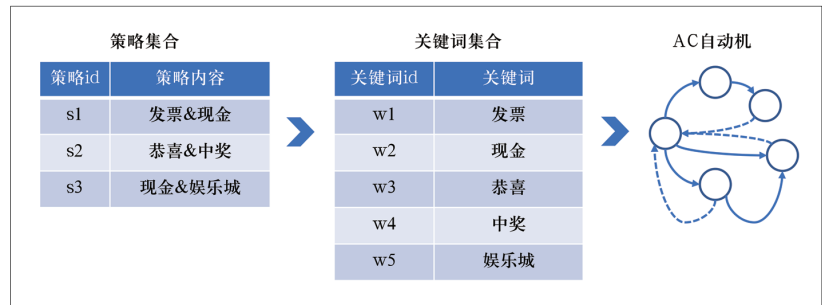 策略集合
策略id 策略内容
s1 发票&现金
s2 恭喜&中奖
s3 现金&娱乐城
关键词集合
关键词id 关键词
w1 发票
w2 现金
w3 恭喜
w4 中奖
w5 娱乐城
AC自动机